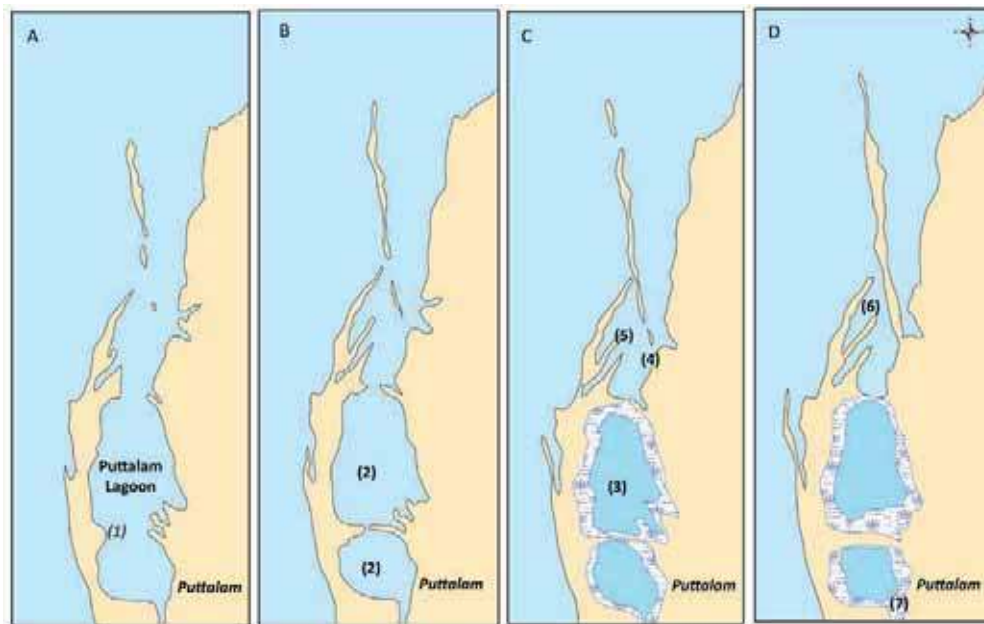 A
Puttalam
Lagoon
(1)
Puttalam
B
(2)
(2)
Puttalam
C
(5)
(4)
(3)
Puttalam
D
(6)
Puttalam
(7)